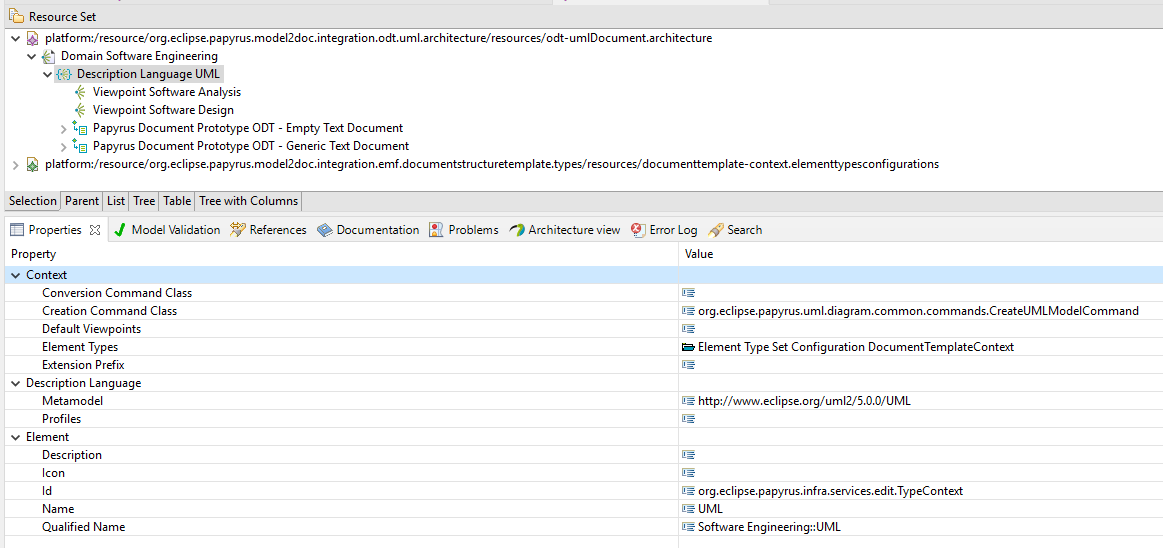 Resource Set
platform:/resource/org.eclipse.papyrus.model2doc.integration.odt.uml.architecture/resources/odt-umlDocument.architecture
Domain Software Engineering
Description Language UML
Viewpoint Software Analysis
Viewpoint Software Design
Papyrus Document Prototype ODT - Empty Text Document
Papyrus Document Prototype ODT - Generic Text Document
platform:/resource/org.eclipse.papyrus.model2doc.integration.emf.documentstructuretemplate.types/resources/documenttemplate-context.elementtypesconfigurations
Selection Parent List Tree Table Tree with Columns
Properties Model Validation References Documentation Problems Architecture view Error Log Search
Property Value
Context
Conversion Command Class
Creation Command Class org.eclipse.papyrus.uml.diagram.common.commands.CreateUMLModelCommand
Default Viewpoints
Element Types Element Type Set Configuration DocumentTemplateContext
Extension Prefix
Description Language
Metamodel http://www.eclipse.org/uml2/5.0.0/UML
Profiles
Element
Description
Icon
Id org.eclipse.papyrus.infra.services.edit.TypeContext
Name UML
Qualified Name Software Engineering::UML